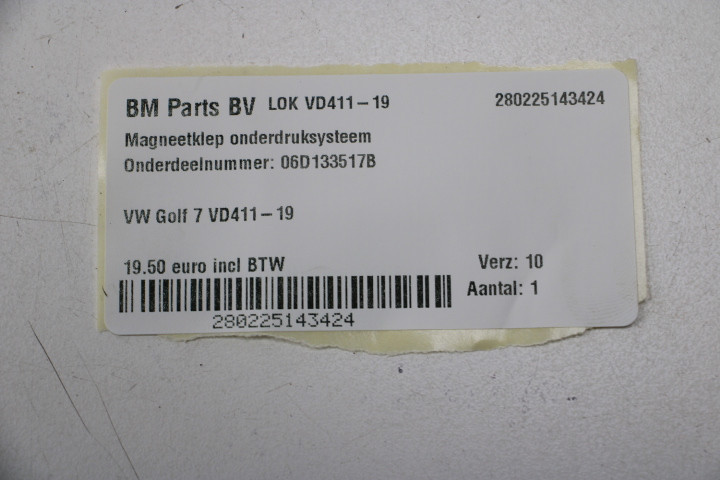 BM Parts BV LOK VD411-19 280225143424
Magneetklep onderdruksysteem
Onderdeelnummer: 06D133517B
VW Golf 7 VD411-19
19.50 euro incl BTW Verz: 10
Aantal: 1
280225143424